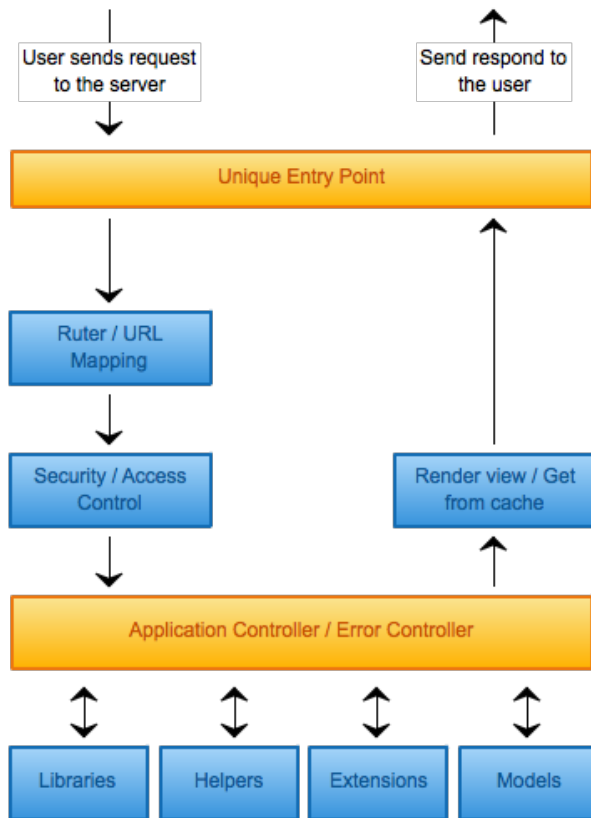 User sends request
to the server
Send respond to
the user
Unique Entry Point
Ruter / URL
Mapping
Security / Access
Control
Render view / Get
from cache
Application Controller / Error Controller
Libraries
Helpers
Extensions
Models